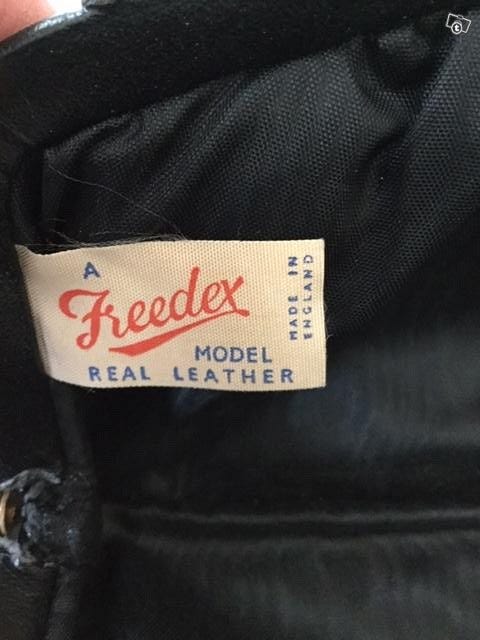 A
Freedex
MODEL
REAL LEATHER
MADE IN
ENGLAND